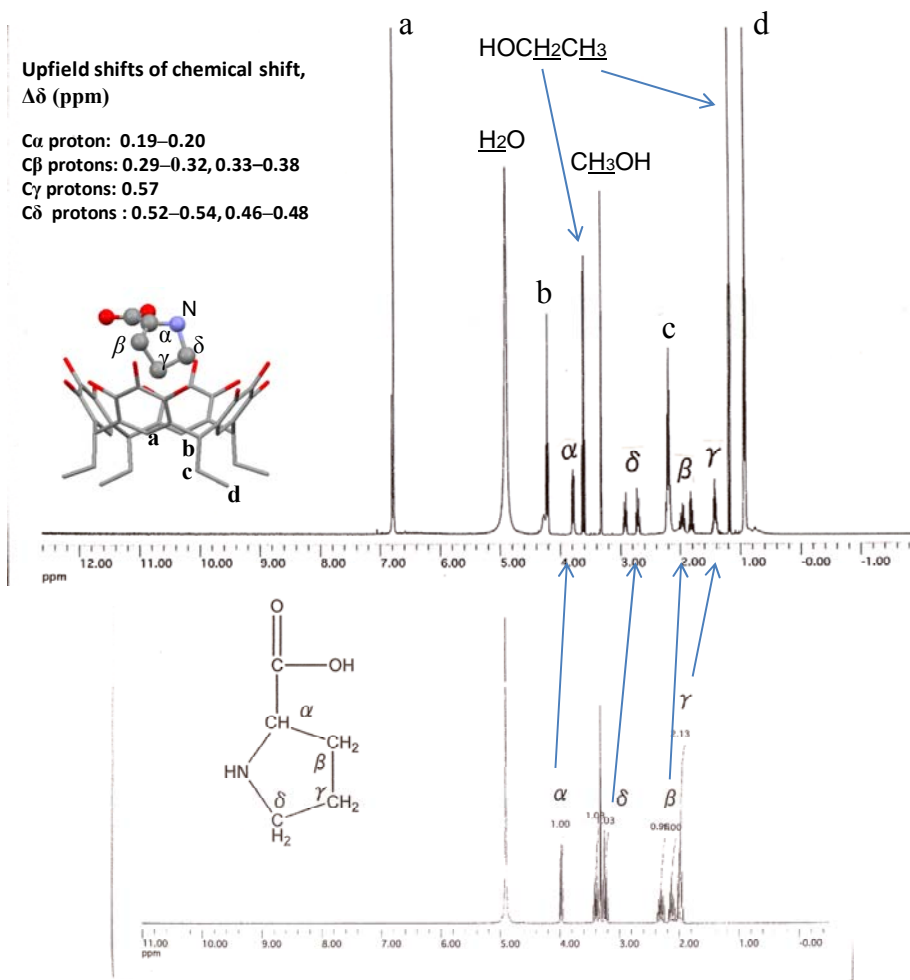 a
d
HOCH2CH3
Upfield shifts of chemical shift,
Δδ (ppm)
H2O
CH3OH
Cα proton: 0.19–0.20
Cβ protons: 0.29–0.32, 0.33–0.38
Cγ protons: 0.57
Cδ protons : 0.52–0.54, 0.46–0.48
b
c
N
α
β
γ
δ
a
b
c
d
α
δ
β
γ
12.00 11.00 10.00 9.00 8.00 7.00 6.00 5.00 4.00 3.00 2.00 1.00 -0.00 -1.00
ppm
O
C OH
CH α
CH2
β
HN
γ
CH2
δ
C
H2
γ
2.13
α
δ
β
1.00
1.03
11.00 10.00 9.00 8.00 7.00 6.00 5.00 4.00 3.00 2.00 1.00 -0.00
ppm